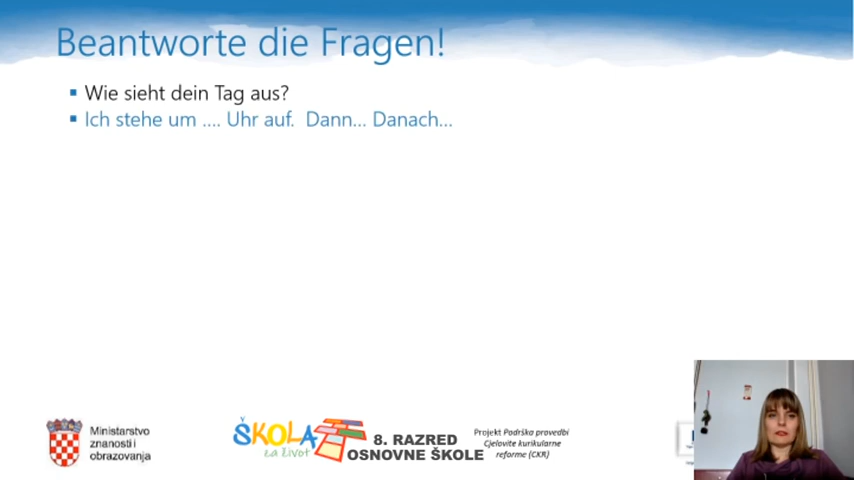 Beantworte die Fragen!
Wie sieht dein Tag aus?
Ich stehe um .... Uhr auf.  Dann... Danach...
Ministarstvo
znanosti i
obrazovanja
ŠKOLA
za život
8. RAZRED
OSNOVNE ŠKOLE
Projekt Podrška provedbi
Cjelovite kurikularne
reforme (CKR)